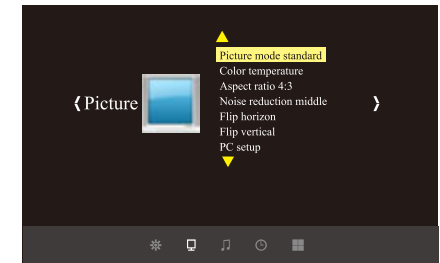 Picture
Picture mode standard
Color temperature
Aspect ratio 4:3
Noise reduction middle
Flip horizon
Flip vertical
PC setup